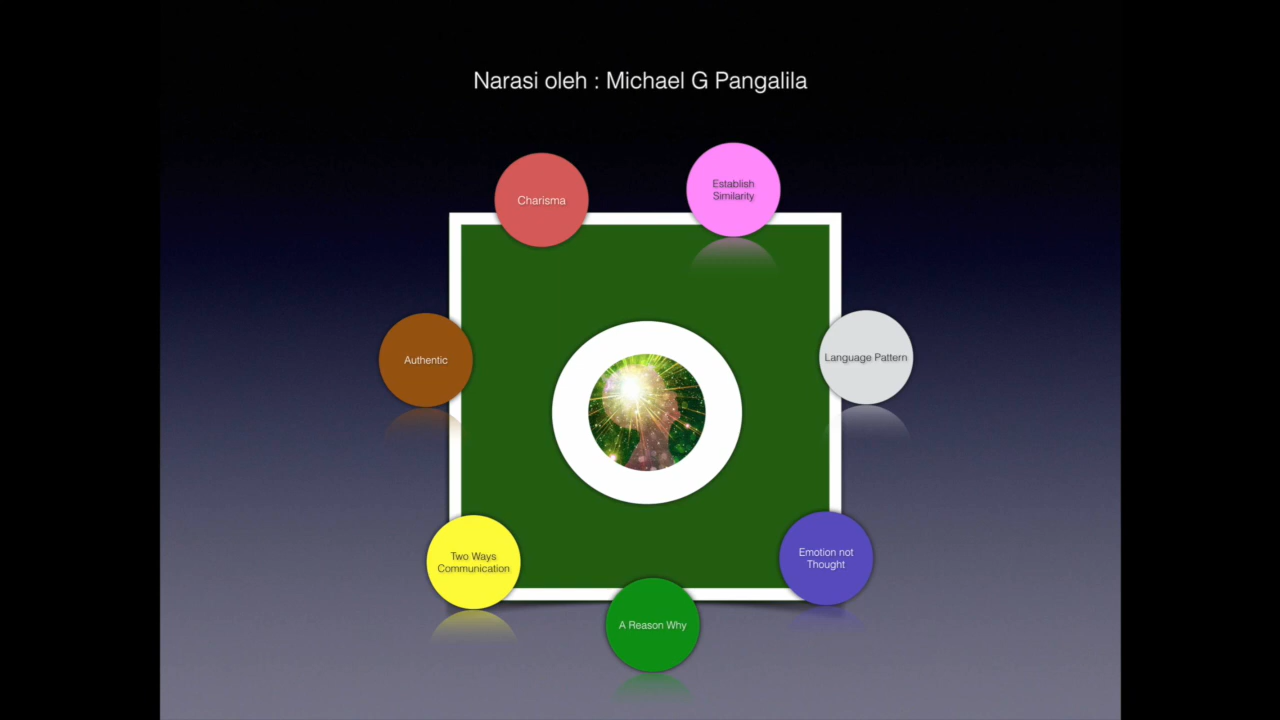 Narasi oleh : Michael G Pangalila
Charisma
Establish
Similarity
Authentic
Language Pattern
Two Ways
Communication
Emotion not
Thought
A Reason Why